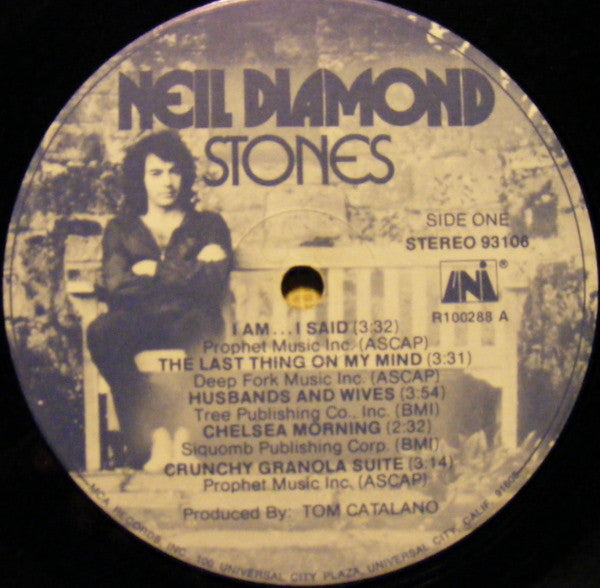 NEIL DIAMOND
STONES
SIDE ONE
STEREO 93106
UNI ®
R100288 A
I AM...I SAID (3:32)
Prophet Music Inc. (ASCAP)
THE LAST THING ON MY MIND (3:31)
Deep Fork Music Inc. (ASCAP)
HUSBANDS AND WIVES (3:54)
Tree Publishing Co., Inc. (BMI)
CHELSEA MORNING (2:32)
Siquomb Publishing Corp. (BMI)
CRUNCHY GRANOLA SUITE (3:14)
Prophet Music Inc. (ASCAP)
Produced By: TOM CATALANO
MCA RECORDS, INC. 100 UNIVERSAL CITY PLAZA, UNIVERSAL CITY, CALIF. 91608